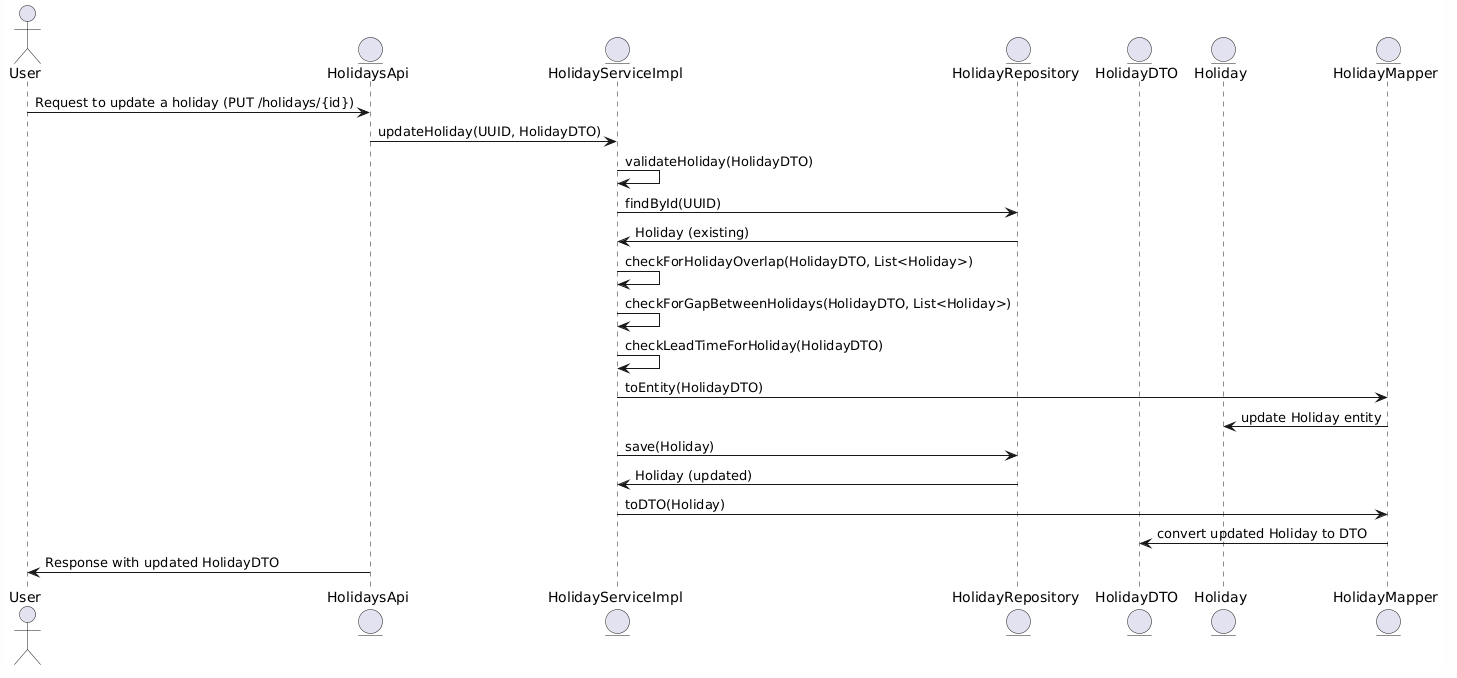 User
HolidaysApi
HolidayServiceImpl
HolidayRepository
HolidayDTO
Holiday
HolidayMapper
Request to update a holiday (PUT /holidays/{id})
updateHoliday(UUID, HolidayDTO)
validateHoliday(HolidayDTO)
findById(UUID)
Holiday (existing)
checkForHolidayOverlap(HolidayDTO, List<Holiday>)
checkForGapBetweenHolidays(HolidayDTO, List<Holiday>)
checkLeadTimeForHoliday(HolidayDTO)
toEntity(HolidayDTO)
update Holiday entity
save(Holiday)
Holiday (updated)
toDTO(Holiday)
convert updated Holiday to DTO
Response with updated HolidayDTO
User
HolidaysApi
HolidayServiceImpl
HolidayRepository
HolidayDTO
Holiday
HolidayMapper